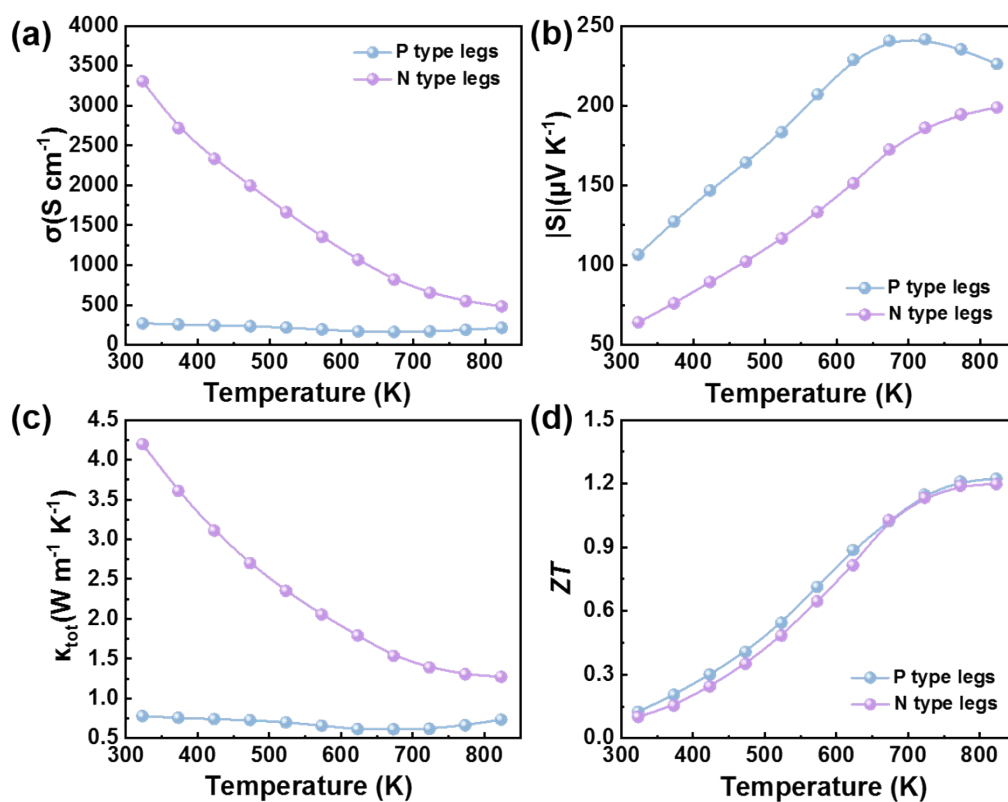 (a)
4000
3500
3000
2500
2000
1500
1000
500
0
σ(S cm⁻¹)
P type legs
N type legs
300 400 500 600 700 800
Temperature (K)
(b)
250
200
150
100
50
|S|(μV K⁻¹)
P type legs
N type legs
300 400 500 600 700 800
Temperature (K)
(c)
4.5
4.0
3.5
3.0
2.5
2.0
1.5
1.0
0.5
κtot(W m⁻¹ K⁻¹)
300 400 500 600 700 800
Temperature (K)
(d)
1.5
1.2
0.9
0.6
0.3
0.0
ZT
P type legs
N type legs
300 400 500 600 700 800
Temperature (K)